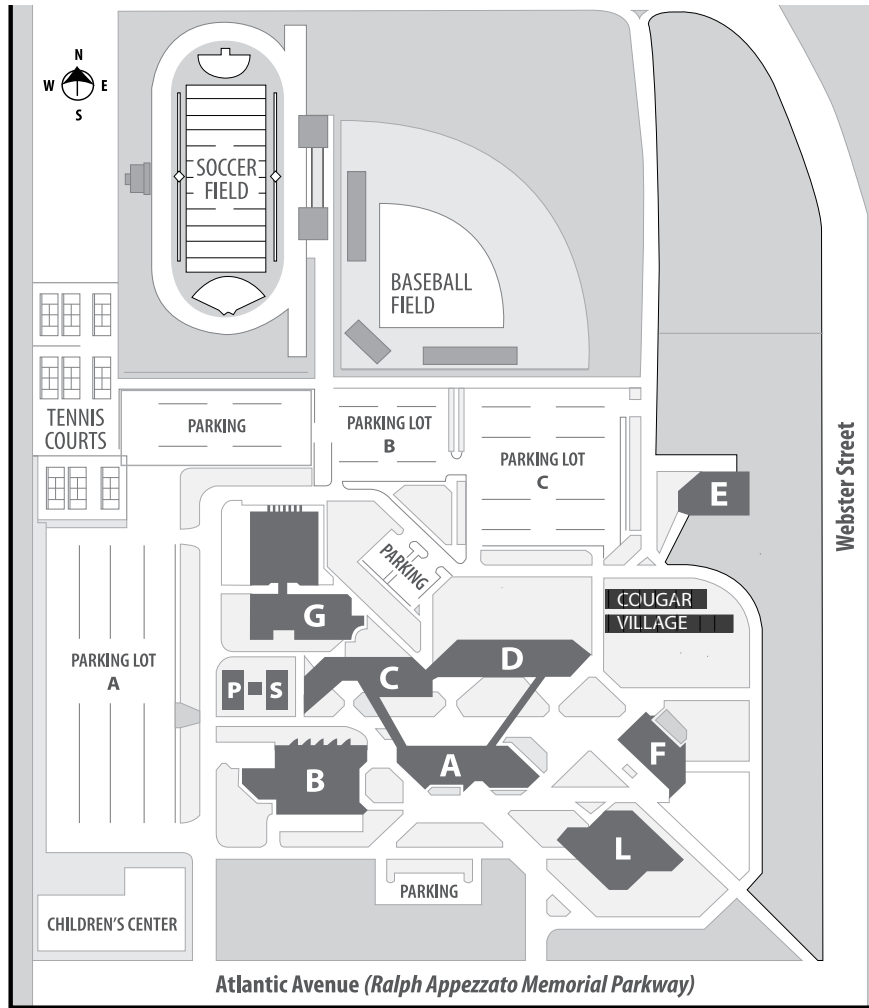 N
W E
S
SOCCER
FIELD
BASEBALL
FIELD
TENNIS
COURTS
PARKING
PARKING LOT
B
PARKING LOT
C
E
Webster Street
PARKING
COUGAR
VILLAGE
G
D
PARKING LOT
A
C
P S
F
A
B
L
PARKING
CHILDREN'S CENTER
Atlantic Avenue (Ralph Appezzato Memorial Parkway)